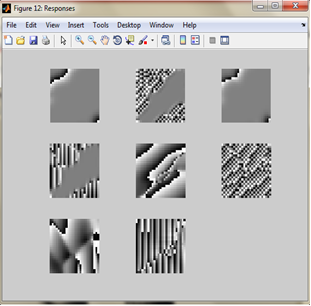 Figure 12: Responses
File Edit View Insert Tools Desktop Window Help